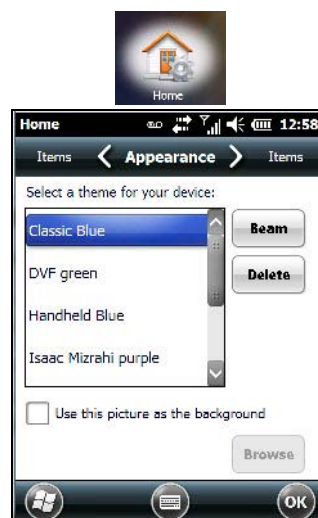 Home
Home 12:58
Items Appearance Items
Select a theme for your device:
Classic Blue
Beam
DVF green
Delete
Handheld Blue
Isaac Mizrahi purple
Use this picture as the background
Browse
OK